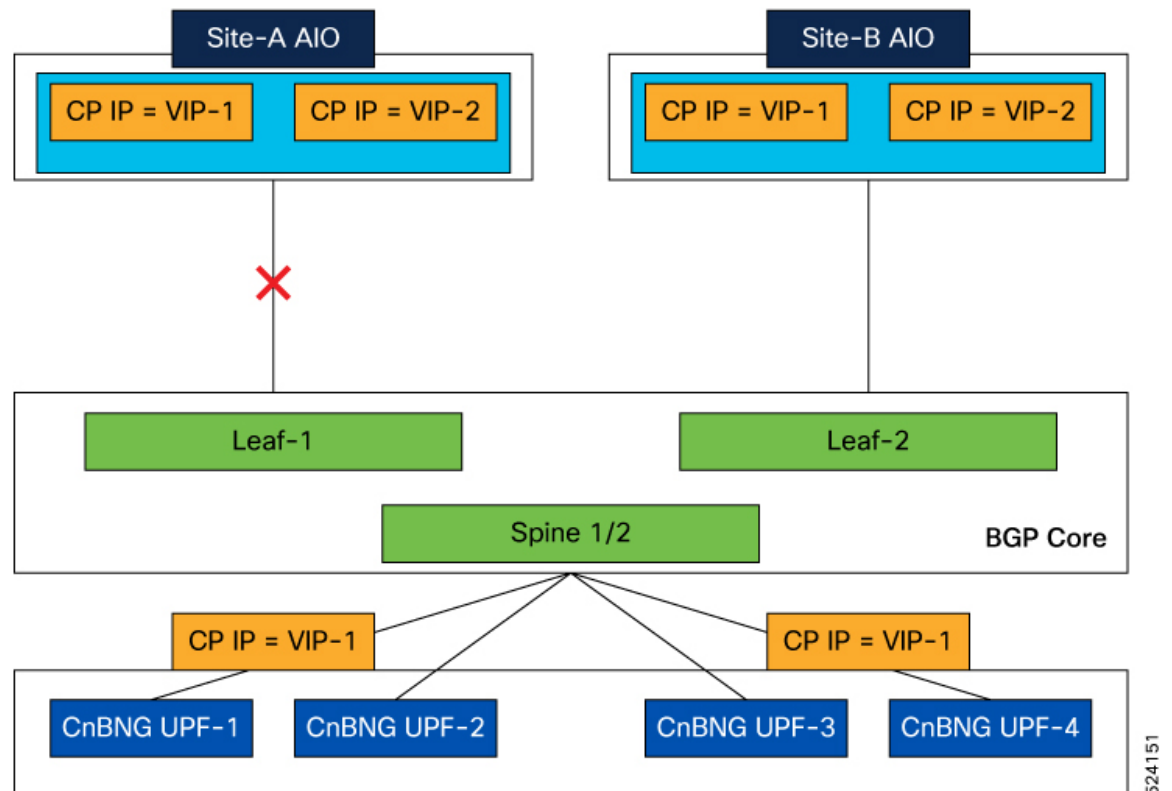 Site-A AIO
Site-B AIO
CP IP = VIP-1
CP IP = VIP-2
CP IP = VIP-1
CP IP = VIP-2
Leaf-1
Leaf-2
Spine 1/2
BGP Core
CP IP = VIP-1
CP IP = VIP-1
CnBNG UPF-1
CnBNG UPF-2
CnBNG UPF-3
CnBNG UPF-4
524151